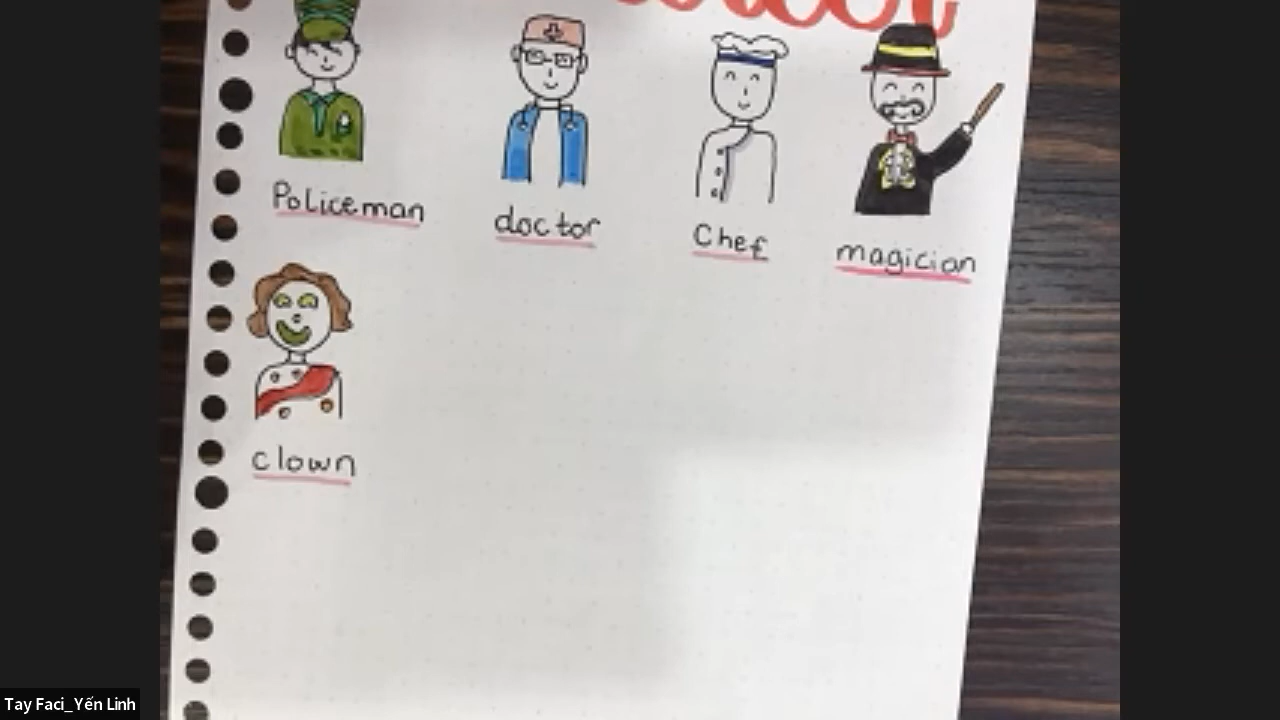 Policeman
doctor
Chef
magician
clown
Tay Faci_Yến Linh